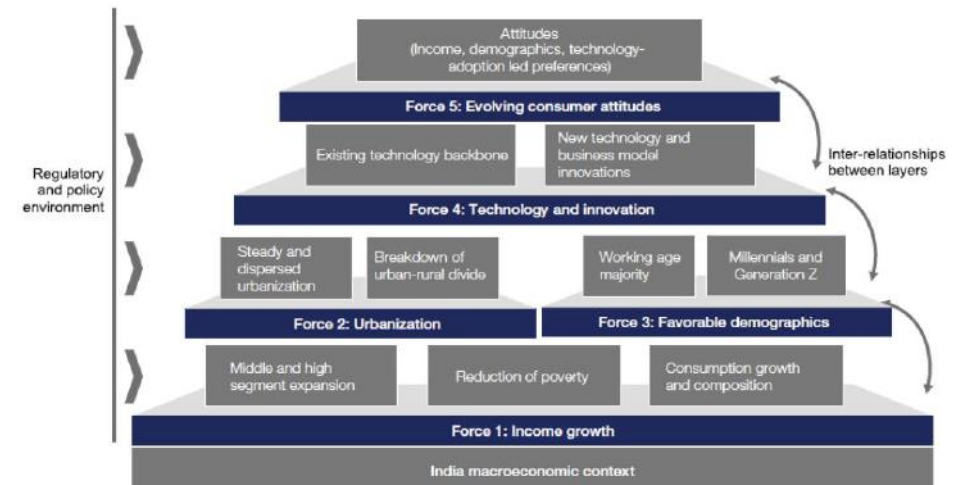 Attitudes
(Income, demographics, technology-
adoption led preferences)
Force 5: Evolving consumer attitudes
Existing technology backbone
New technology and
business model
innovations
Inter-relationships
between layers
Regulatory
and policy
environment
Force 4: Technology and innovation
Steady and
dispersed
urbanization
Breakdown of
urban-rural divide
Working age
majority
Millennials and
Generation Z
Force 2: Urbanization
Force 3: Favorable demographics
Middle and high
segment expansion
Reduction of poverty
Consumption growth
and composition
Force 1: Income growth
India macroeconomic context